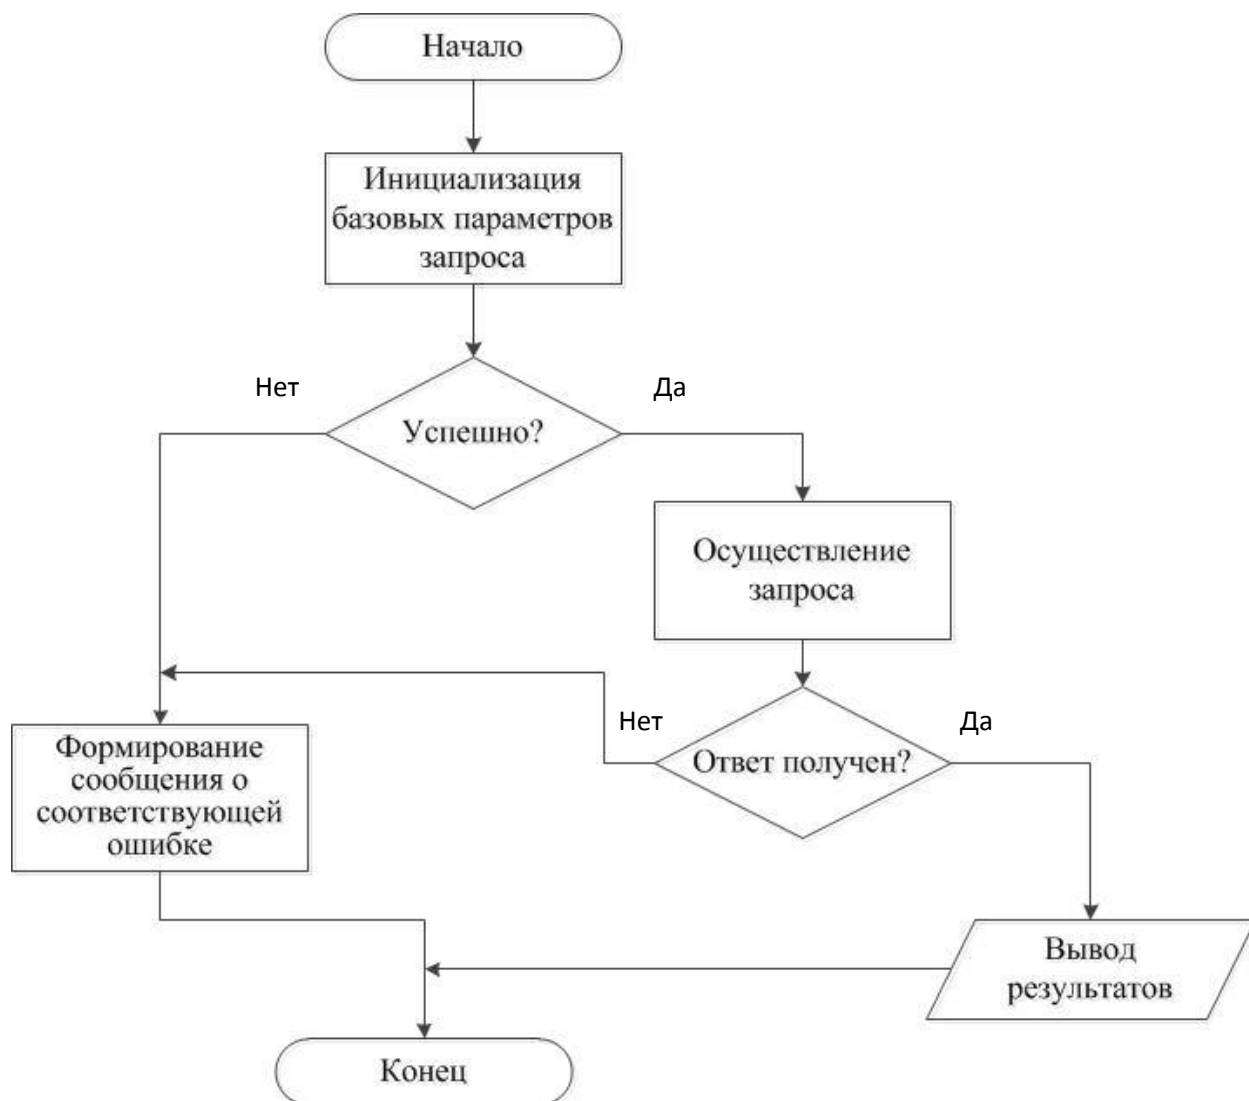 Начало
Инициализация
базовых параметров
запроса
Нет
Да
Успешно?
Осуществление
запроса
Нет
Да
Ответ получен?
Формирование
сообщения о
соответствующей
ошибке
Вывод
результатов
Конец